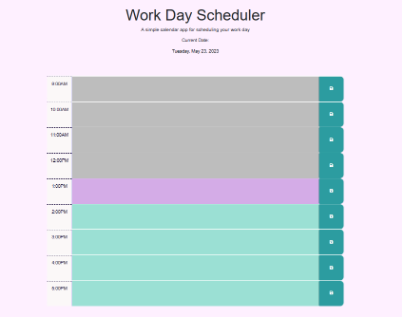 Work Day Scheduler
A simple calendar app for scheduling your work day
Current Date:
Tuesday, May 23, 2023
9:00AM
10:00AM
11:00AM
12:00PM
1:00PM
2:00PM
3:00PM
4:00PM
5:00PM